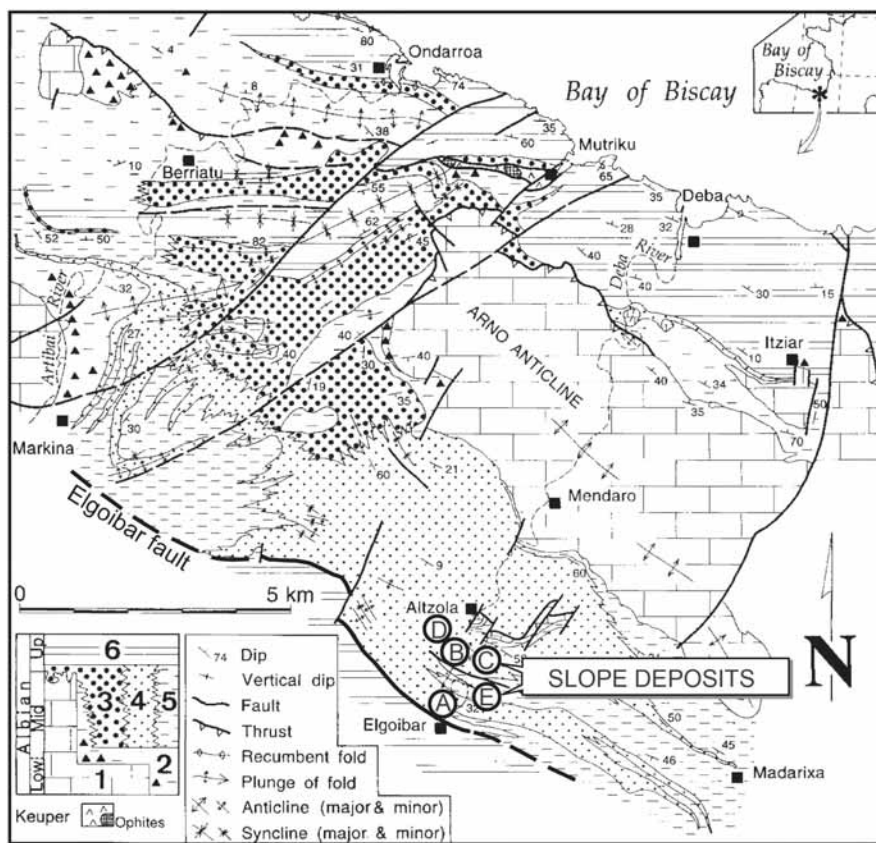 Bay of
Biscay
Bay of Biscay
Ondarroa
Mutriku
Deba
Deba
River
Berriatu
Itziar
Artibai
River
ARNO ANTICLINE
Markina
Mendaro
Elgoibar fault
0 5 km
Altzola
D
B
C
E
A
SLOPE DEPOSITS
Elgoibar
Madarixa
N
80
4
31
74
8
38
35
60
10
55
65
35
62
28
32
52
50
82
45
40
40
32
30
15
27
40
40
40
30
40
10
19
34
40
35
35
50
30
70
60
21
9
60
50
45
46
Albian
Low.
Mid
Up
6
3
4
5
1
2
Keuper
Ophites
74 Dip
Vertical dip
Fault
Thrust
Recumbent fold
Plunge of fold
Anticline (major & minor)
Syncline (major & minor)